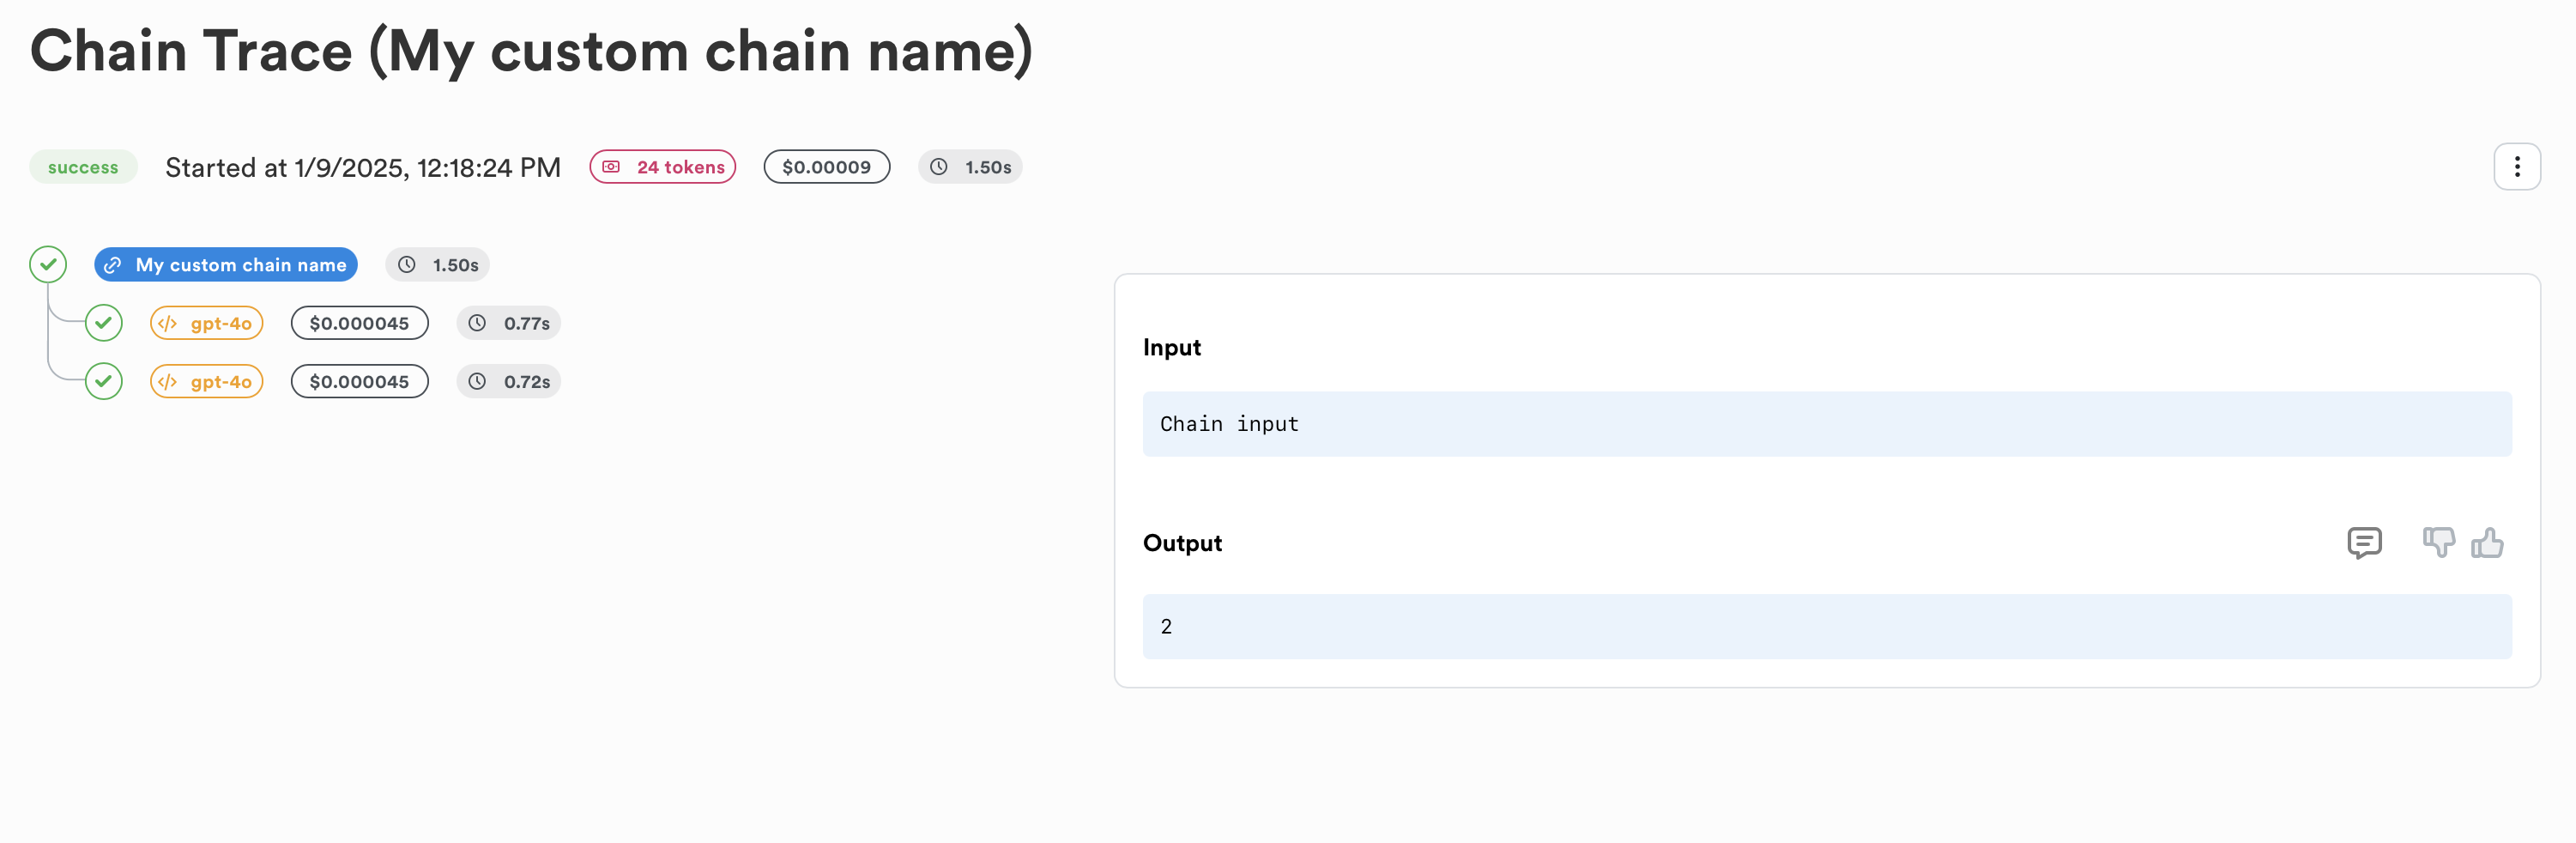 Chain Trace (My custom chain name)
success Started at 1/9/2025, 12:18:24 PM 24 tokens $0.00009 1.50s
My custom chain name 1.50s
gpt-4o $0.000045 0.77s
gpt-4o $0.000045 0.72s
Input
Chain input
Output
2